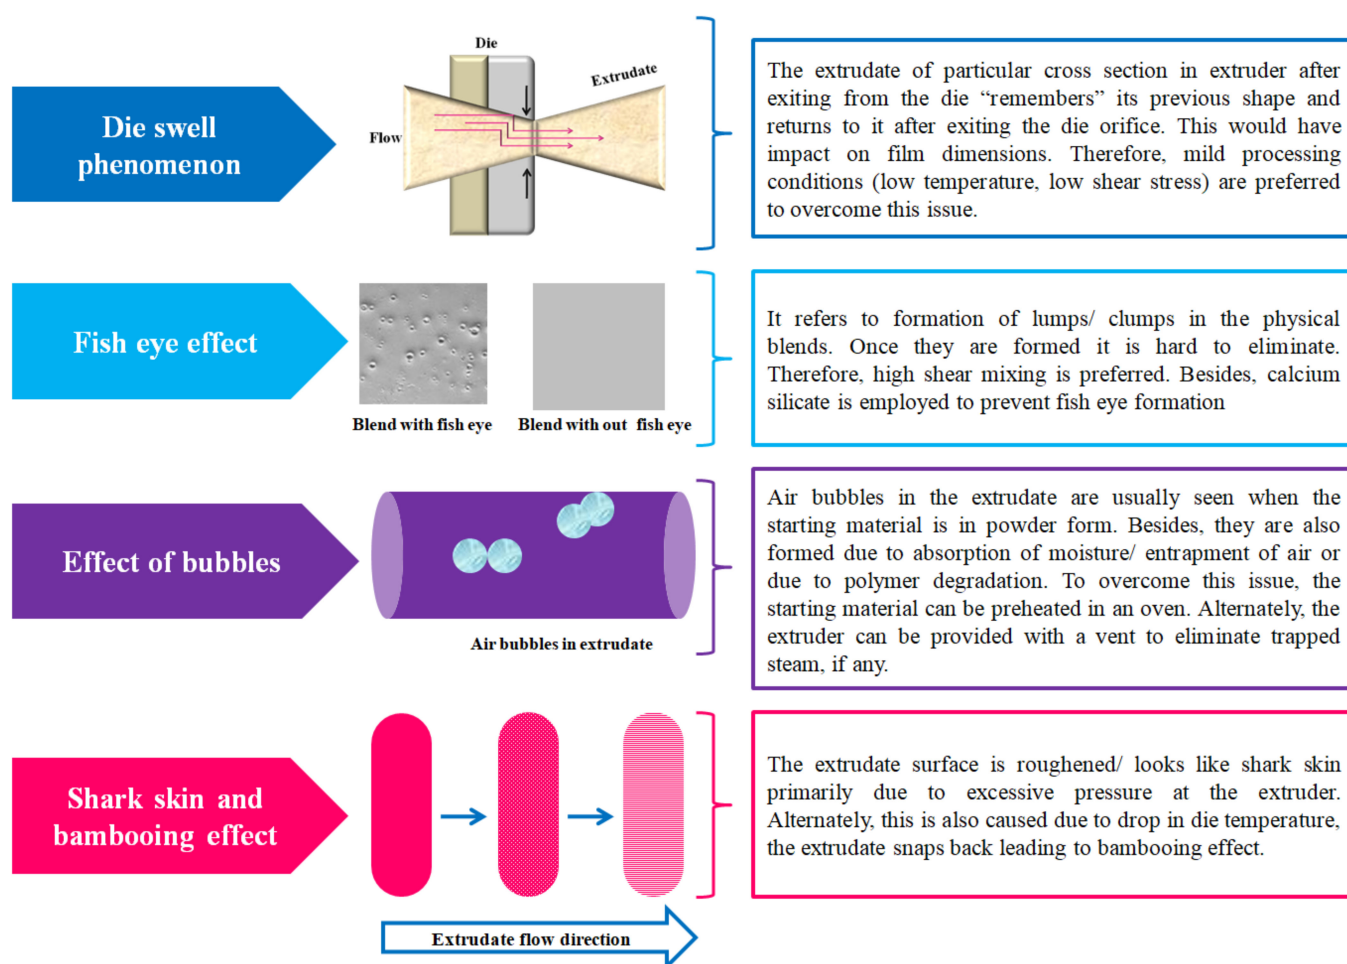 Die swell
phenomenon
Die
Extrudate
Flow
The extrudate of particular cross section in extruder after
exiting from the die “remembers” its previous shape and
returns to it after exiting the die orifice. This would have
impact on film dimensions. Therefore, mild processing
conditions (low temperature, low shear stress) are preferred
to overcome this issue.
Fish eye effect
Blend with fish eye
Blend with out fish eye
It refers to formation of lumps/ clumps in the physical
blends. Once they are formed it is hard to eliminate.
Therefore, high shear mixing is preferred. Besides, calcium
silicate is employed to prevent fish eye formation
Effect of bubbles
Air bubbles in extrudate
Air bubbles in the extrudate are usually seen when the
starting material is in powder form. Besides, they are also
formed due to absorption of moisture/ entrapment of air or
due to polymer degradation. To overcome this issue, the
starting material can be preheated in an oven. Alternately, the
extruder can be provided with a vent to eliminate trapped
steam, if any.
Shark skin and
bambooing effect
The extrudate surface is roughened/ looks like shark skin
primarily due to excessive pressure at the extruder.
Alternately, this is also caused due to drop in die temperature,
the extrudate snaps back leading to bambooing effect.
Extrudate flow direction